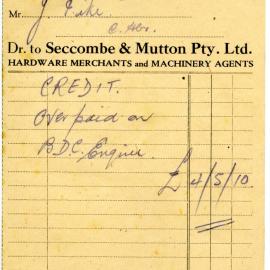 Mr J Pike
Dr. to Seccombe & Mutton Pty. Ltd.
HARDWARE MERCHANTS and MACHINERY AGENTS
CREDIT.
Overpaid on
B.D.C. Engine
£ 4/5/10.